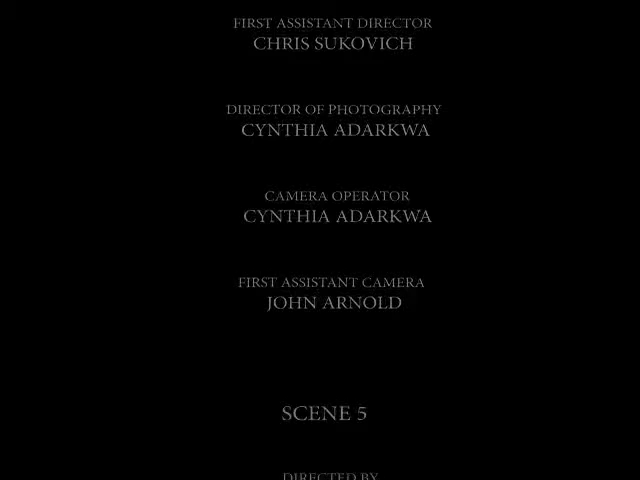 FIRST ASSISTANT DIRECTOR
CHRIS SUKOVICH
DIRECTOR OF PHOTOGRAPHY
CYNTHIA ADARKWA
CAMERA OPERATOR
CYNTHIA ADARKWA
FIRST ASSISTANT CAMERA
JOHN ARNOLD
SCENE 5
DIRECTED BY